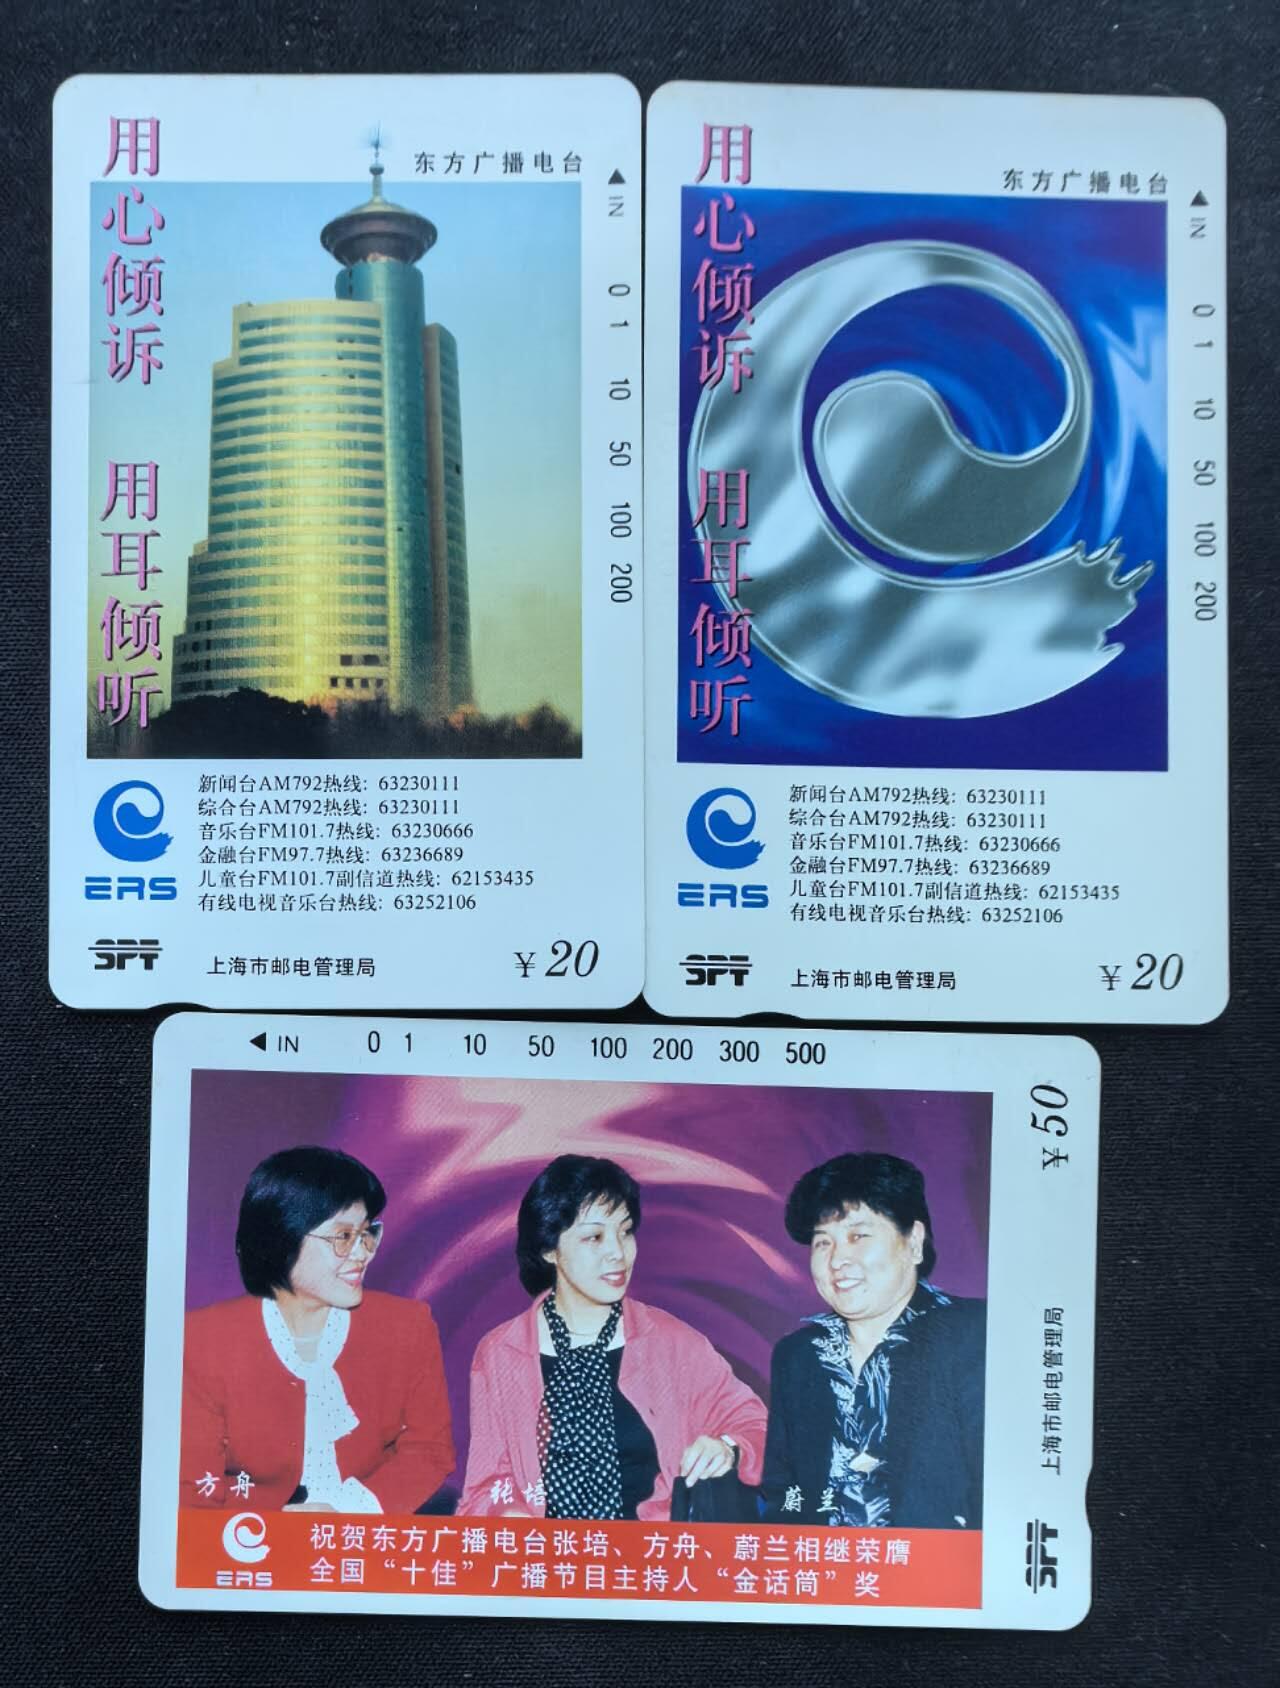 用心倾诉 用耳倾听
东方广播电台
IN 0 1 10 50 100 200
新闻台AM792热线: 63230111
综合台AM792热线: 63230111
音乐台FM101.7热线: 63230666
金融台FM97.7热线: 63236689
儿童台FM101.7副信道热线: 62153435
有线电视音乐台热线: 63252106
ERS
SPT 上海市邮电管理局 ¥20
用心倾诉 用耳倾听
东方广播电台
IN 0 1 10 50 100 200
新闻台AM792热线: 63230111
综合台AM792热线: 63230111
音乐台FM101.7热线: 63230666
金融台FM97.7热线: 63236689
儿童台FM101.7副信道热线: 62153435
有线电视音乐台热线: 63252106
ERS
SPT 上海市邮电管理局 ¥20
IN 0 1 10 50 100 200 300 500
¥50
上海市邮电管理局
SPT
方舟 张培 蔚兰
ERS
祝贺东方广播电台张培、方舟、蔚兰相继荣膺
全国“十佳”广播节目主持人“金话筒”奖